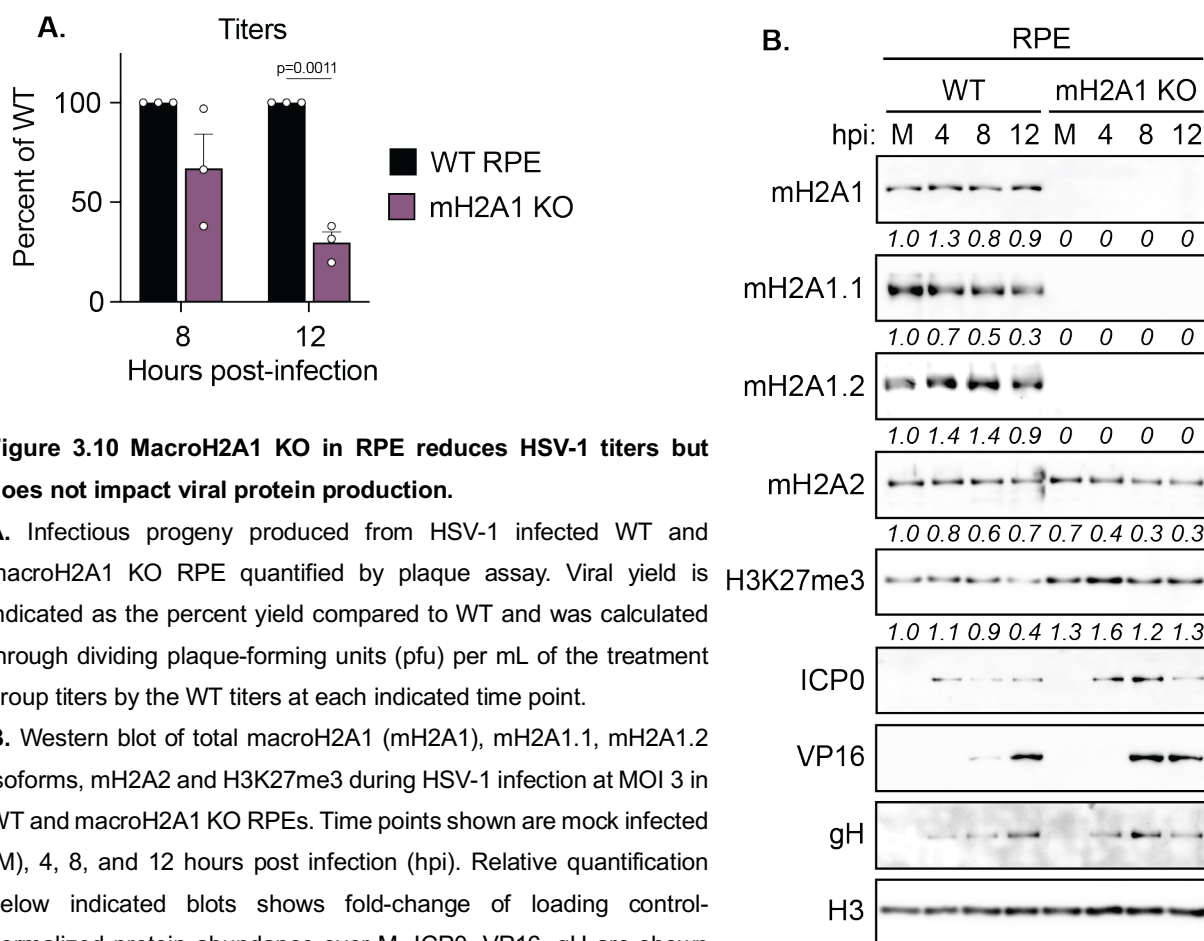 A.
Titers
p=0.0011
Percent of WT
100
50
0
8
12
Hours post-infection
WT RPE
mH2A1 KO
Figure 3.10 MacroH2A1 KO in RPE reduces HSV-1 titers but
does not impact viral protein production.
A. Infectious progeny produced from HSV-1 infected WT and
macroH2A1 KO RPE quantified by plaque assay. Viral yield is
indicated as the percent yield compared to WT and was calculated
through dividing plaque-forming units (pfu) per mL of the treatment
group titers by the WT titers at each indicated time point.
B. Western blot of total macroH2A1 (mH2A1), mH2A1.1, mH2A1.2
isoforms, mH2A2 and H3K27me3 during HSV-1 infection at MOI 3 in
WT and macroH2A1 KO RPEs. Time points shown are mock infected
(M), 4, 8, and 12 hours post infection (hpi). Relative quantification
below indicated blots shows fold-change of loading control-
normalized protein abundance over M. ICP0, VP16, gH are shown
B.
RPE
WT mH2A1 KO
hpi: M 4 8 12 M 4 8 12
mH2A1
1.0 1.3 0.8 0.9 0 0 0 0
mH2A1.1
1.0 0.7 0.5 0.3 0 0 0 0
mH2A1.2
1.0 1.4 1.4 0.9 0 0 0 0
mH2A2
1.0 0.8 0.6 0.7 0.7 0.4 0.3 0.3
H3K27me3
1.0 1.1 0.9 0.4 1.3 1.6 1.2 1.3
ICP0
VP16
gH
H3